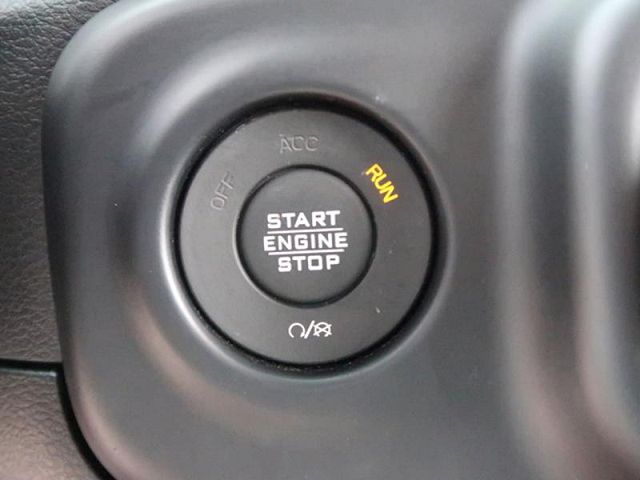 ACC
OFF
RUN
START
ENGINE
STOP